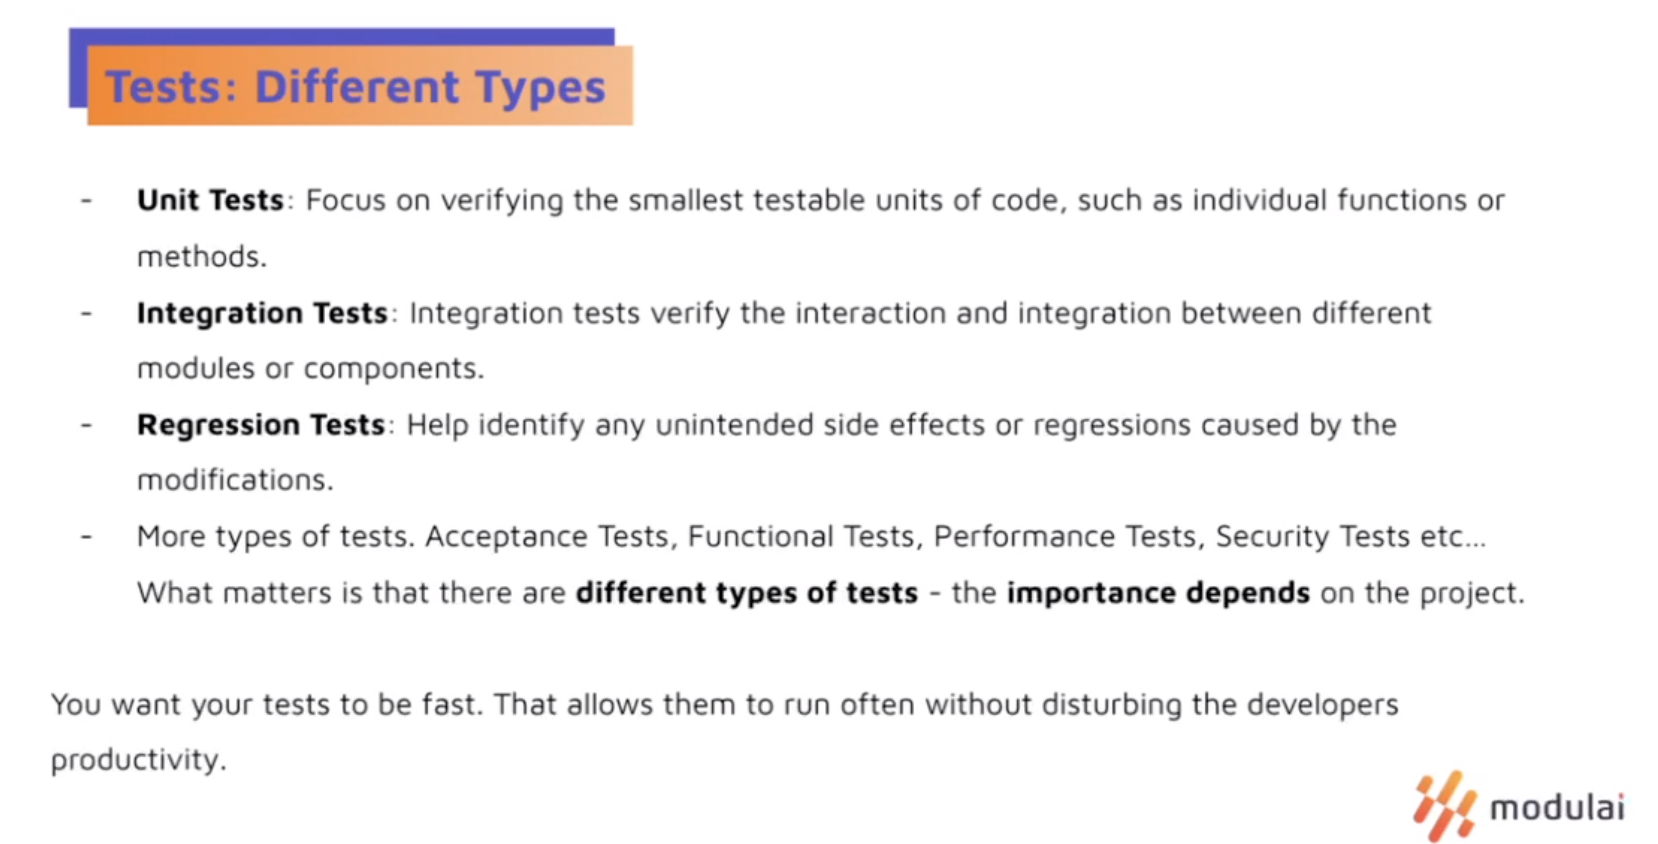 Tests: Different Types
- Unit Tests: Focus on verifying the smallest testable units of code, such as individual functions or
methods.
- Integration Tests: Integration tests verify the interaction and integration between different
modules or components.
- Regression Tests: Help identify any unintended side effects or regressions caused by the
modifications.
- More types of tests. Acceptance Tests, Functional Tests, Performance Tests, Security Tests etc...
What matters is that there are different types of tests - the importance depends on the project.
You want your tests to be fast. That allows them to run often without disturbing the developers
productivity.
modulai